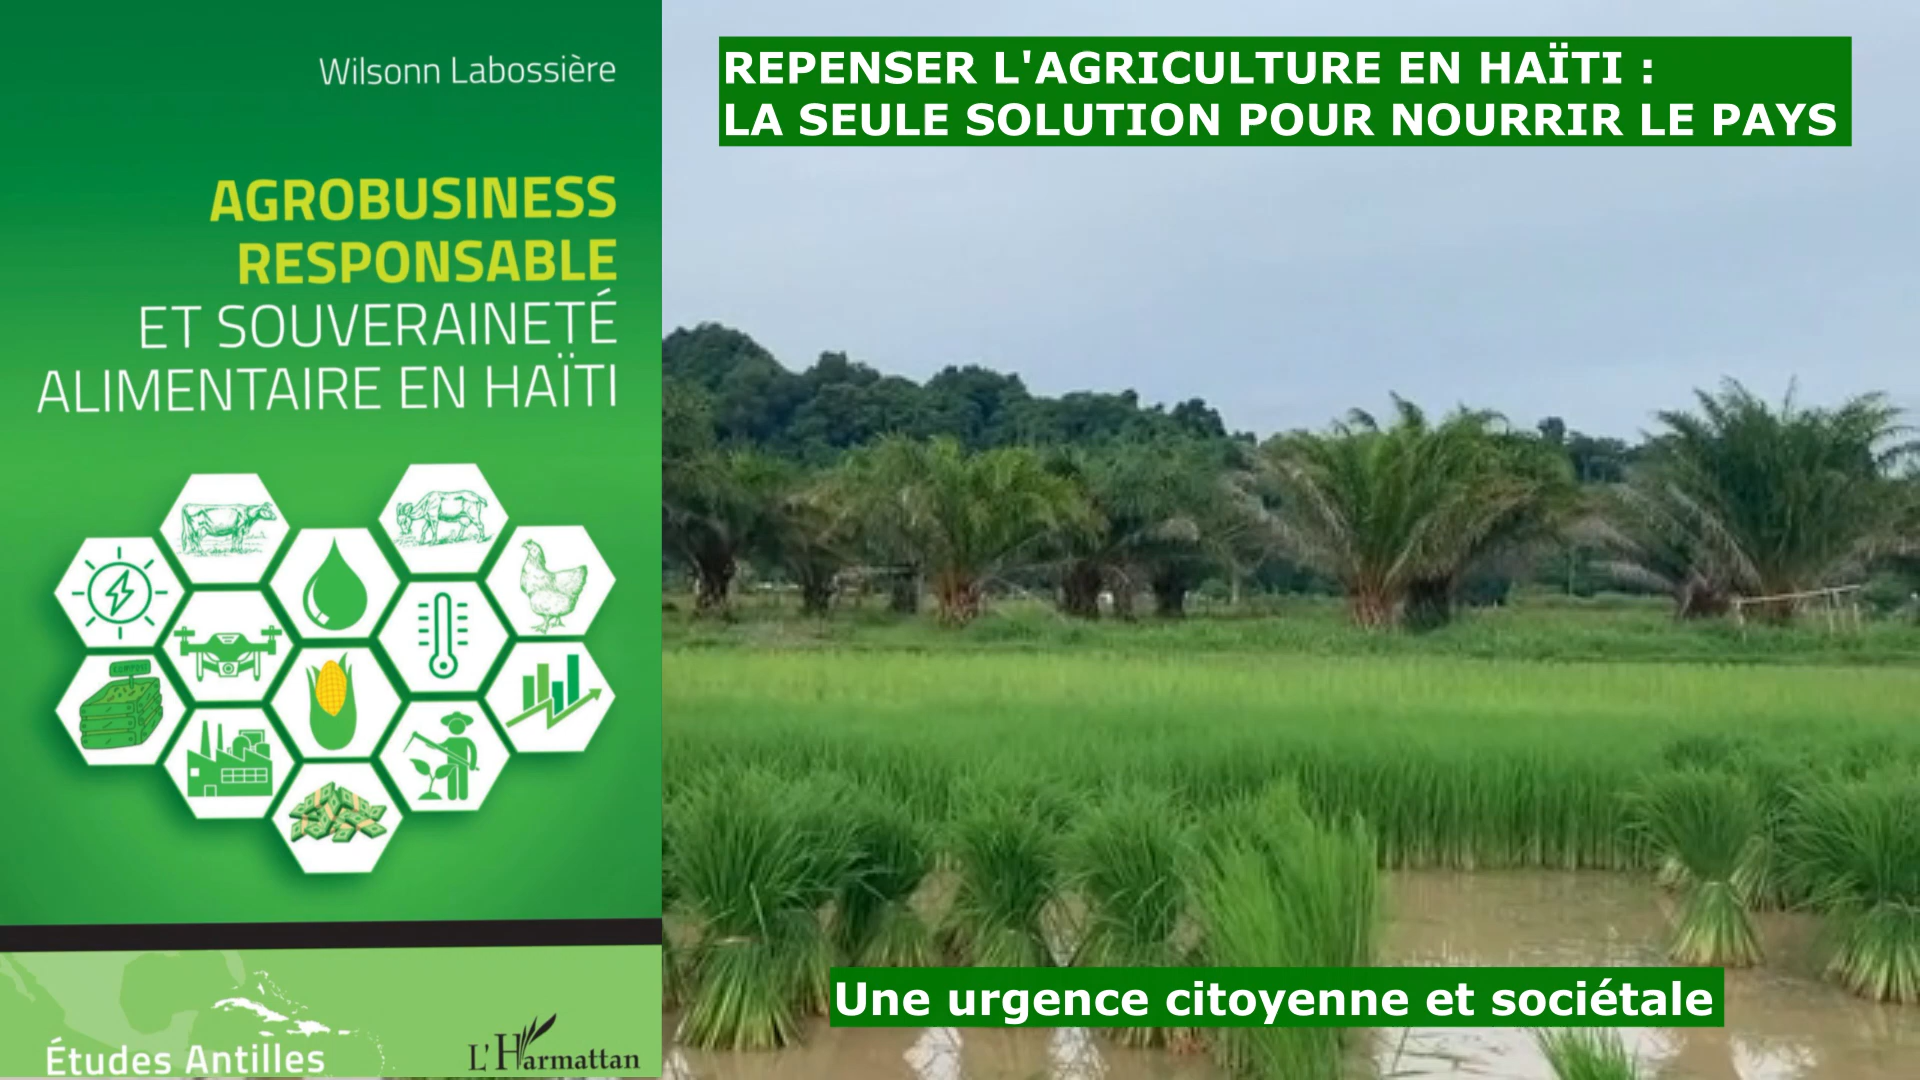 Wilsonn Labossière
AGROBUSINESS
RESPONSABLE
ET SOUVERAINETÉ
ALIMENTAIRE EN HAÏTI
COMPOST
Études Antilles
L'Harmattan
REPENSER L'AGRICULTURE EN HAÏTI :
LA SEULE SOLUTION POUR NOURRIR LE PAYS
Une urgence citoyenne et sociétale